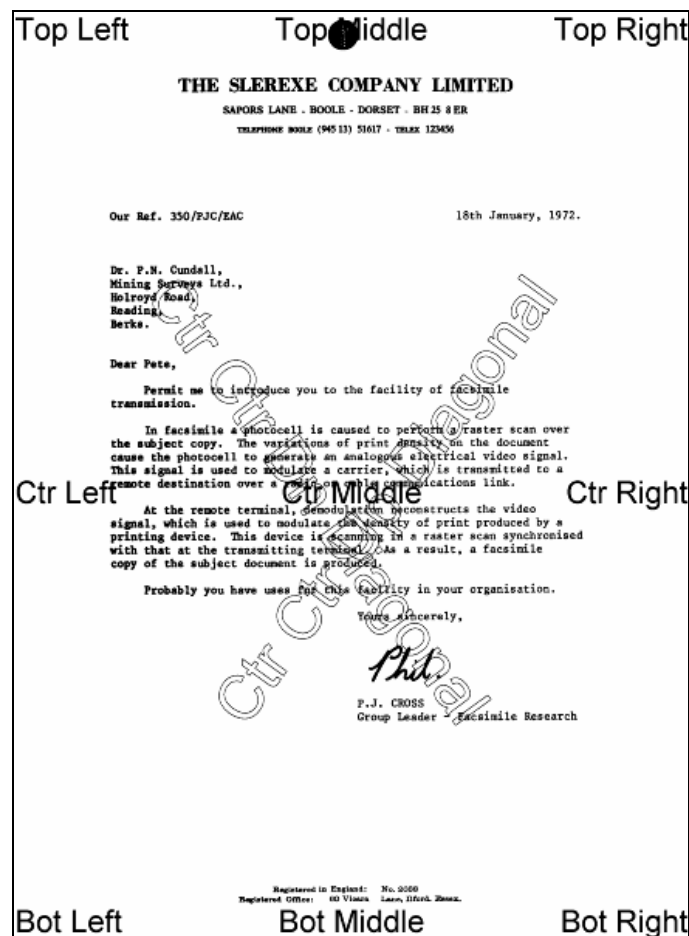 Top Left Top Middle Top Right
THE SLEREXE COMPANY LIMITED
SAPORS LANE - BOOLE - DORSET - BH 25 8 ER
TELEPHONE BOOLE (945 13) 51617 - TELEX 123456
Our Ref. 350/PJC/EAC 18th January, 1972.
Dr. P.N. Cundall,
Mining Surveys Ltd.,
Holroyd Road,
Reading,
Berks.
Dear Pete,
Permit me to introduce you to the facility of facsimile
transmission.
In facsimile a photocell is caused to perform a raster scan over
the subject copy. The variations of print density on the document
cause the photocell to generate an analogous electrical video signal.
This signal is used to modulate a carrier, which is transmitted to a
remote destination over a radio or cable communications link.
Ctr Left Ctr Middle Ctr Right
At the remote terminal, demodulation reconstructs the video
signal, which is used to modulate the density of print produced by a
printing device. This device is scanning in a raster scan synchronised
with that at the transmitting terminal. As a result, a facsimile
copy of the subject document is produced.
Probably you have uses for this facility in your organisation.
Yours sincerely,
Phil.
P.J. CROSS
Group Leader - Facsimile Research
Ctr Ctr Diagonal
Registered in England: No. 2038
Registered Office: 60 Vicara Lane, Ilford. Essex.
Bot Left Bot Middle Bot Right